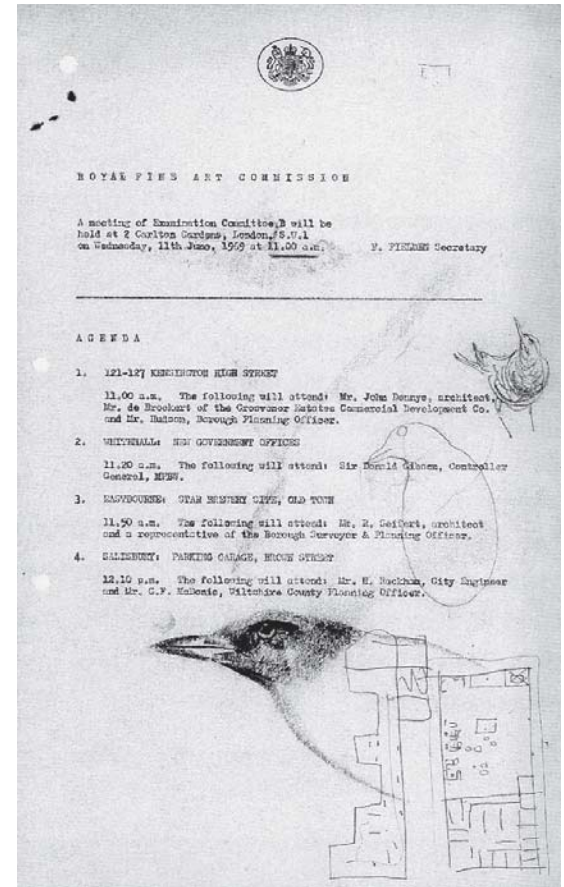 ROYAL FINE ART COMMISSION
A meeting of Examination Committee B will be
held at 2 Carlton Gardens, London, S.W.1
on Wednesday, 11th June, 1969 at 11.00 a.m. F. FIELDEN Secretary
AGENDA
1. 121-127 KENSINGTON HIGH STREET
11.00 a.m. The following will attend: Mr. John Dennys, architect,
Mr. de Brockert of the Grosvenor Estates Commercial Development Co.
and Mr. Hudson, Borough Planning Officer.
2. WHITEHALL: NEW GOVERNMENT OFFICES
11.20 a.m. The following will attend: Sir Donald Gibson, Controller
General, MPBW.
3. EASTBOURNE: STAR BREWERY SITE, OLD TOWN
11.50 a.m. The following will attend: Mr. R. Seifert, architect
and a representative of the Borough Surveyor & Planning Officer.
4. SALISBURY: PARKING GARAGE, BROWN STREET
12.10 p.m. The following will attend: Mr. H. Rackham, City Engineer
and Mr. C.F. McDonic, Wiltshire County Planning Officer.